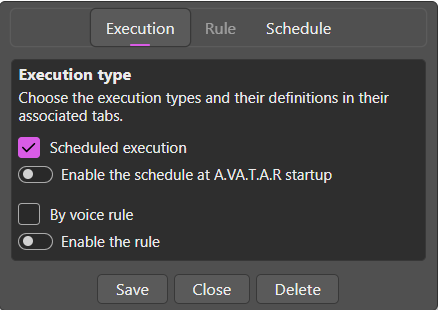 Execution Rule Schedule
Execution type
Choose the execution types and their definitions in their
associated tabs.
Scheduled execution
Enable the schedule at A.VA.T.A.R startup
By voice rule
Enable the rule
Save Close Delete